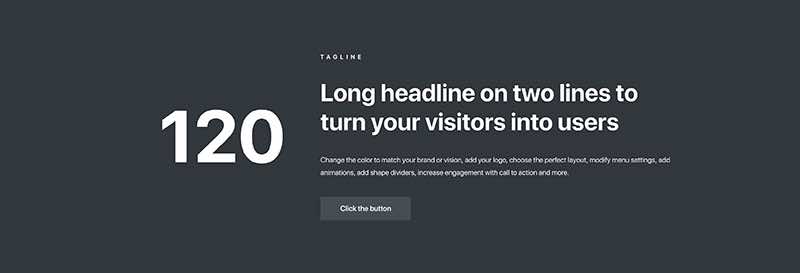 TAGLINE
120
Long headline on two lines to
turn your visitors into users
Change the color to match your brand or vision, add your logo, choose the perfect layout, modify menu settings, add
animations, add shape dividers, increase engagement with call to action and more.
Click the button